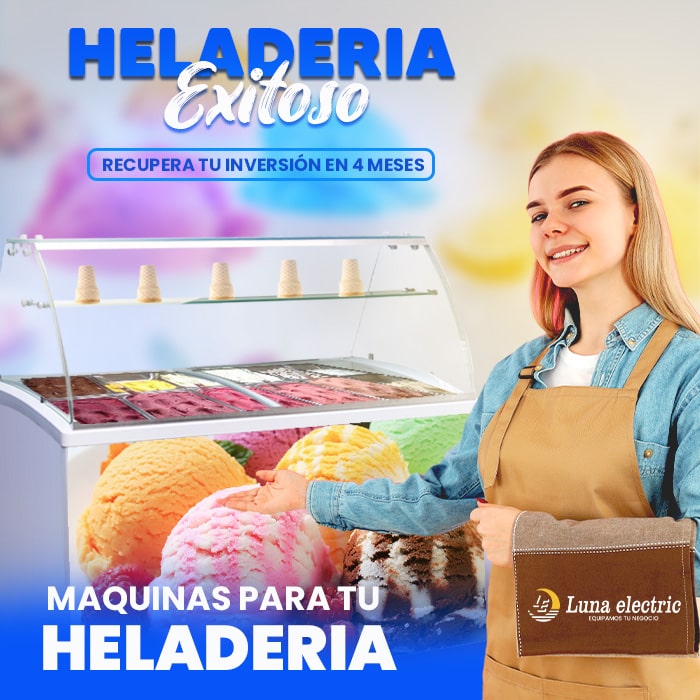 HELADERIA
Exitoso
RECUPERA TU INVERSIÓN EN 4 MESES
MAQUINAS PARA TU
HELADERIA
Luna electric
EQUIPAMOS TU NEGOCIO